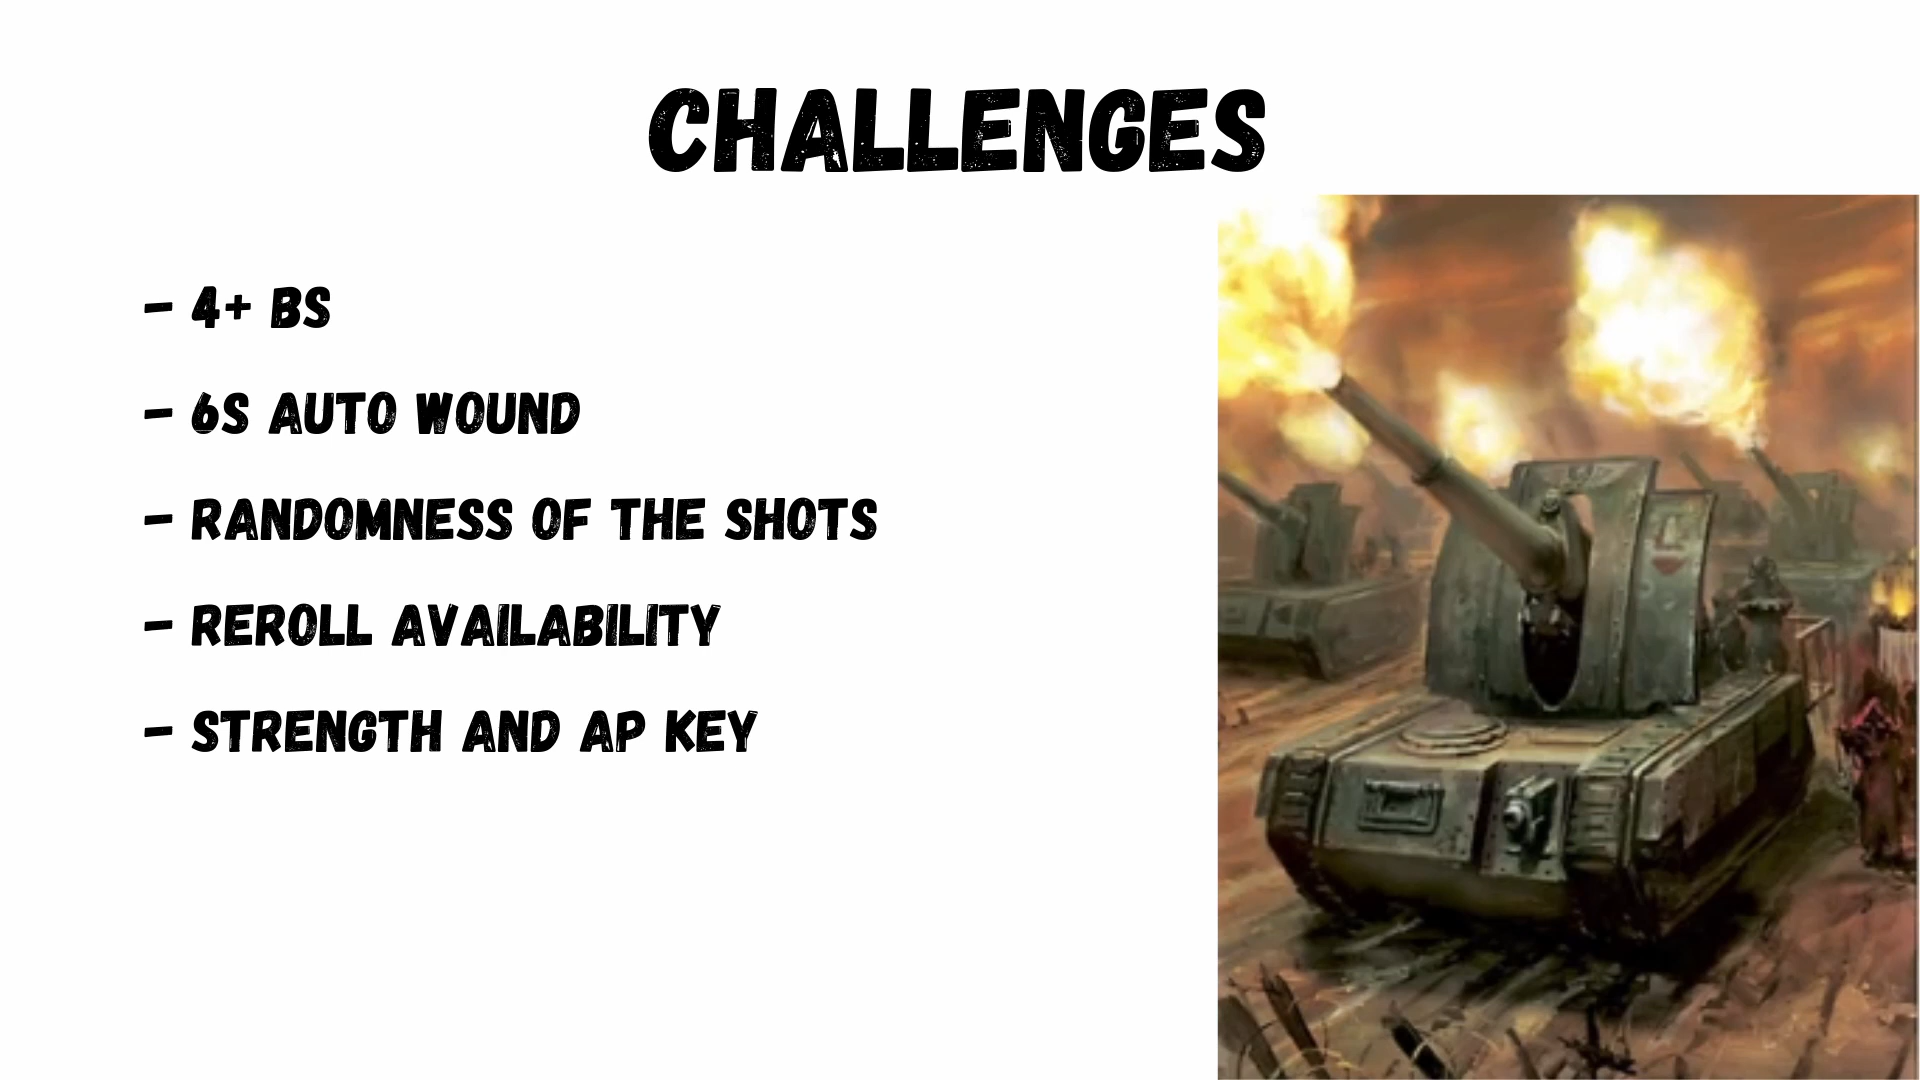 CHALLENGES
- 4+ BS
- 6S AUTO WOUND
- RANDOMNESS OF THE SHOTS
- REROLL AVAILABILITY
- STRENGTH AND AP KEY